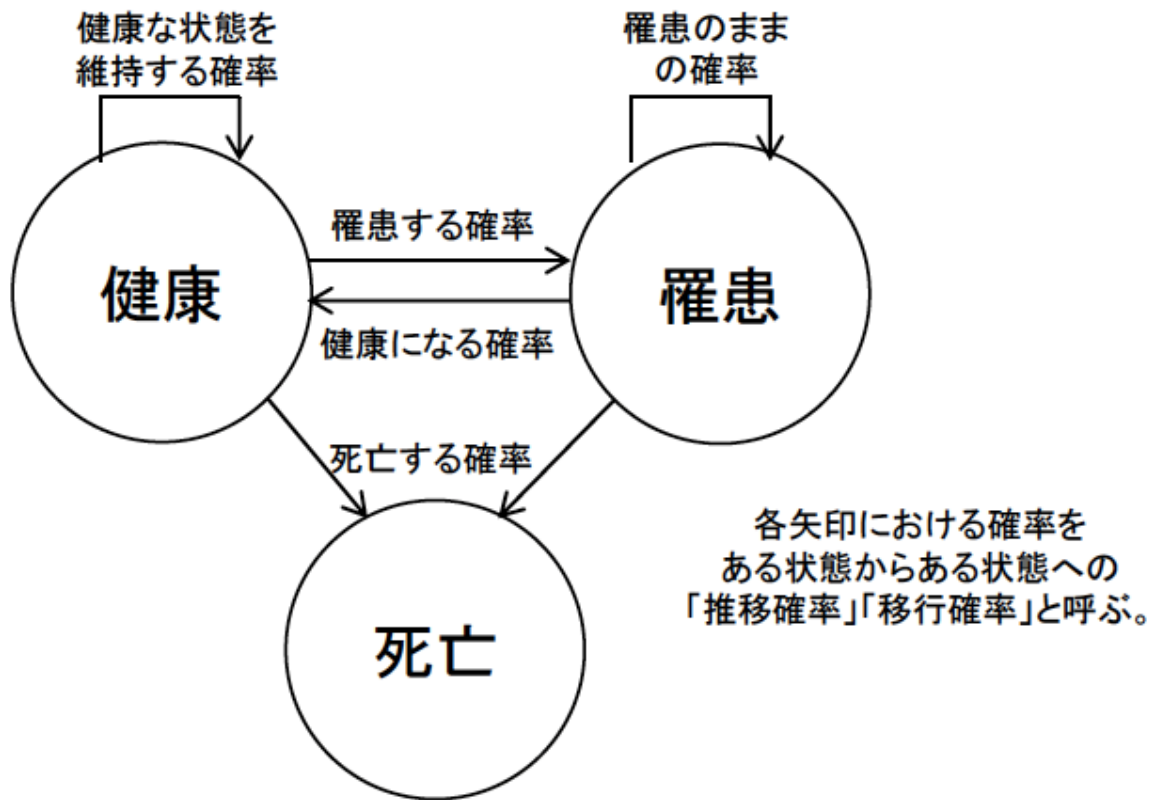 健康な状態を
維持する確率
罹患のまま
の確率
罹患する確率
健康
罹患
健康になる確率
死亡する確率
死亡
各矢印における確率を
ある状態からある状態への
「推移確率」「移行確率」と呼ぶ。